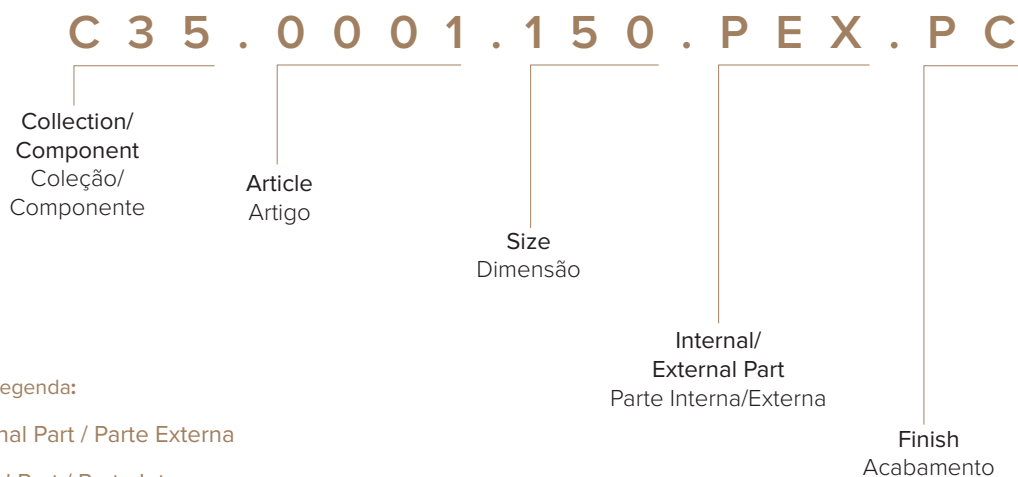 C35.0001.150.PEX.PC
Collection/
Component
Coleção/
Componente
Article
Artigo
Size
Dimensão
Internal/
External Part
Parte Interna/Externa
Finish
Acabamento
egenda:
nal Part / Parte Externa